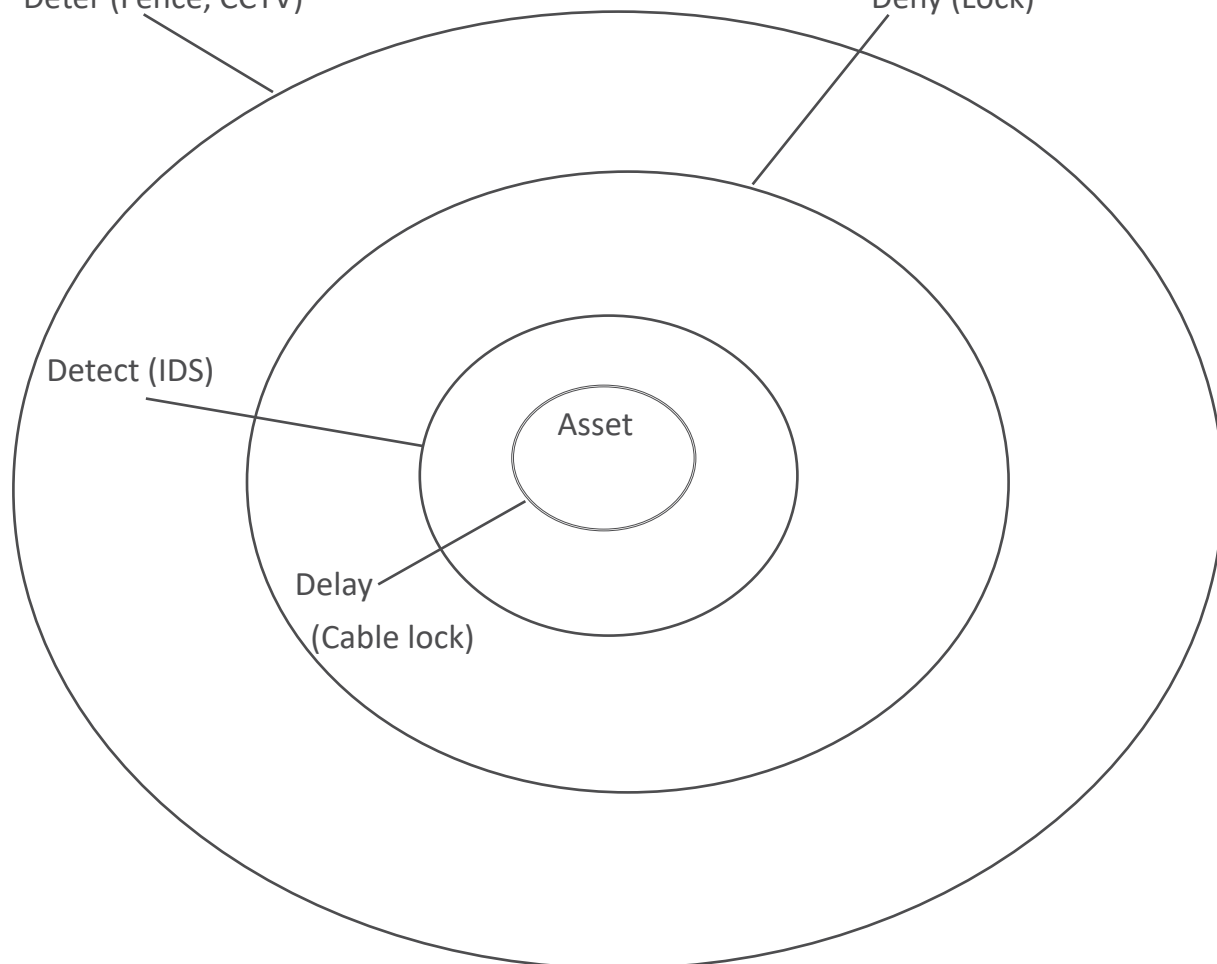 Deter (Fence, CCTV)
Deny (Lock)
Detect (IDS)
Asset
Delay
(Cable lock)